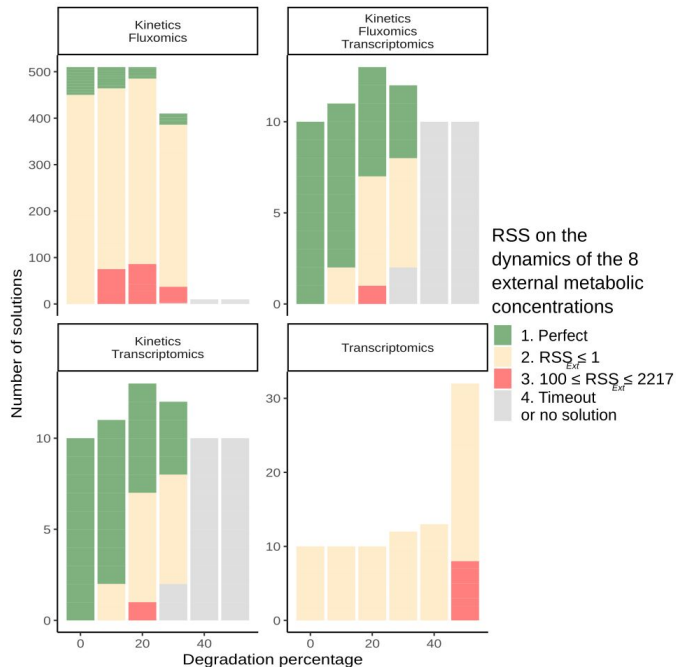 Kinetics
Fluxomics
Kinetics
Fluxomics
Transcriptomics
500
400
300
200
100
0
10
5
0
Kinetics
Transcriptomics
Transcriptomics
10
5
0
30
20
10
0
0
20
40
0
20
40
Number of solutions
Degradation percentage
RSS on the
dynamics of the 8
external metabolic
concentrations
1. Perfect
2. RSS_Ext ≤ 1
3. 100 ≤ RSS_Ext ≤ 2217
4. Timeout
or no solution